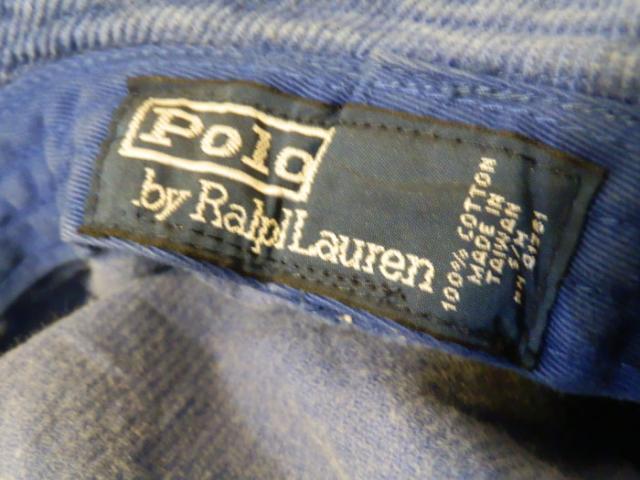 Polo
by Ralph Lauren
100% COTTON
MADE IN
TAIWAN
S/M